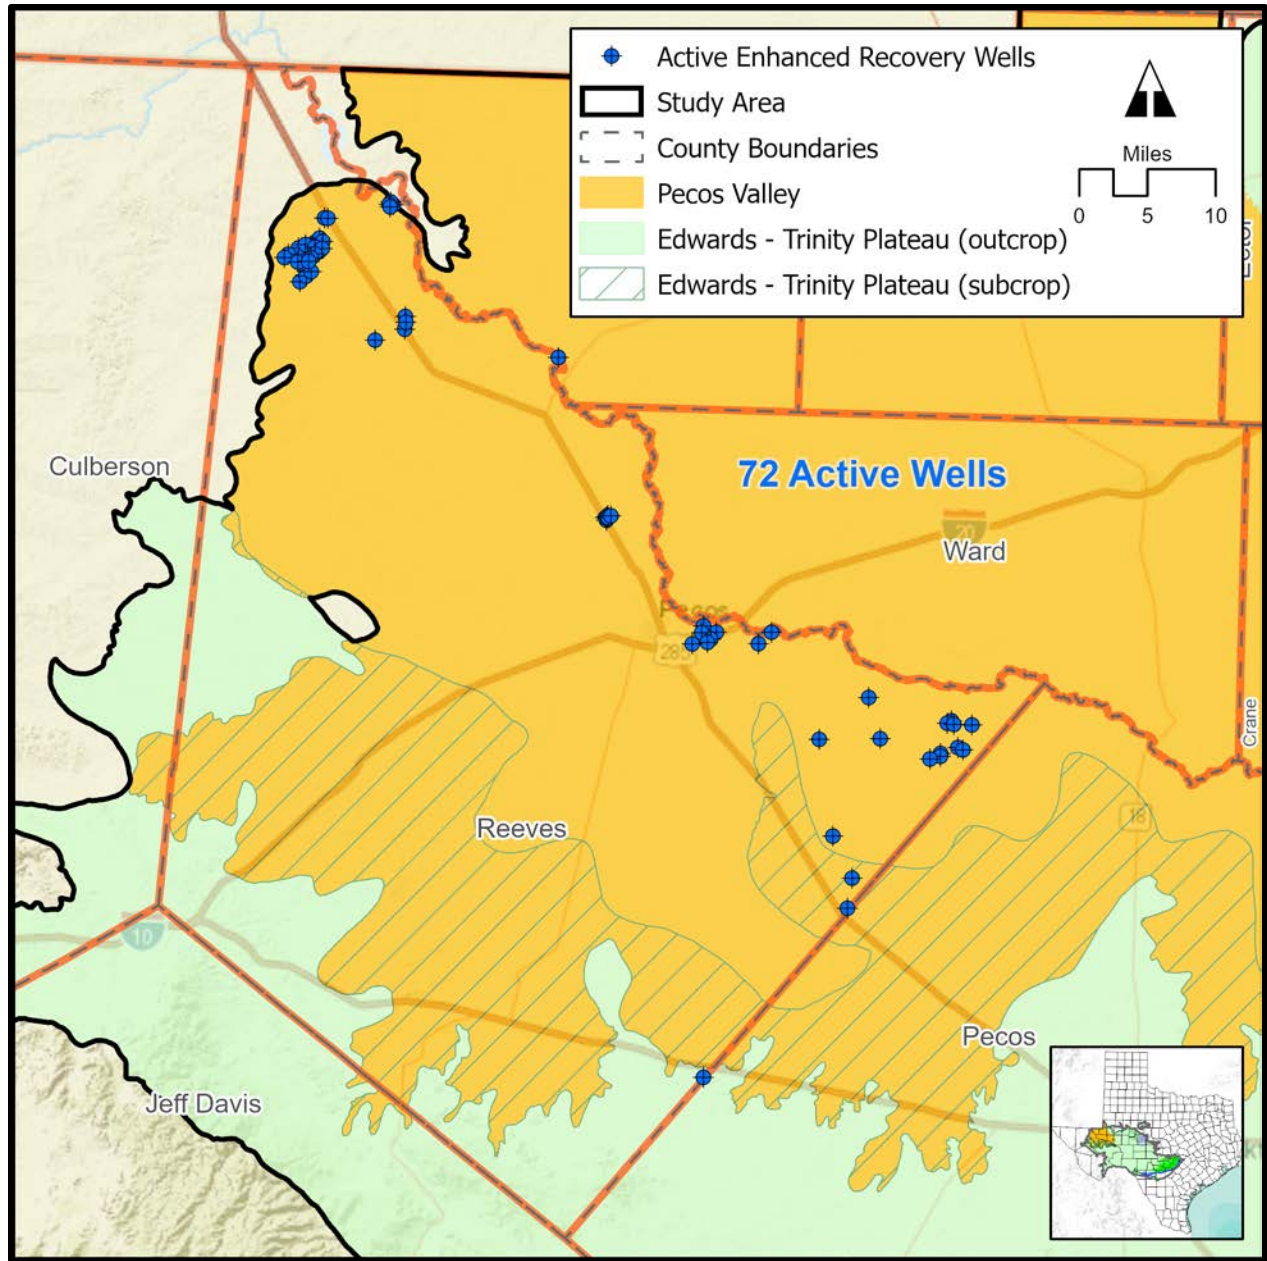 Active Enhanced Recovery Wells
Study Area
County Boundaries
Pecos Valley
Edwards - Trinity Plateau (outcrop)
Edwards - Trinity Plateau (subcrop)
Miles
0 5 10
Ector
Culberson
72 Active Wells
20
Ward
Pecos
285
Crane
Reeves
18
10
Pecos
Jeff Davis